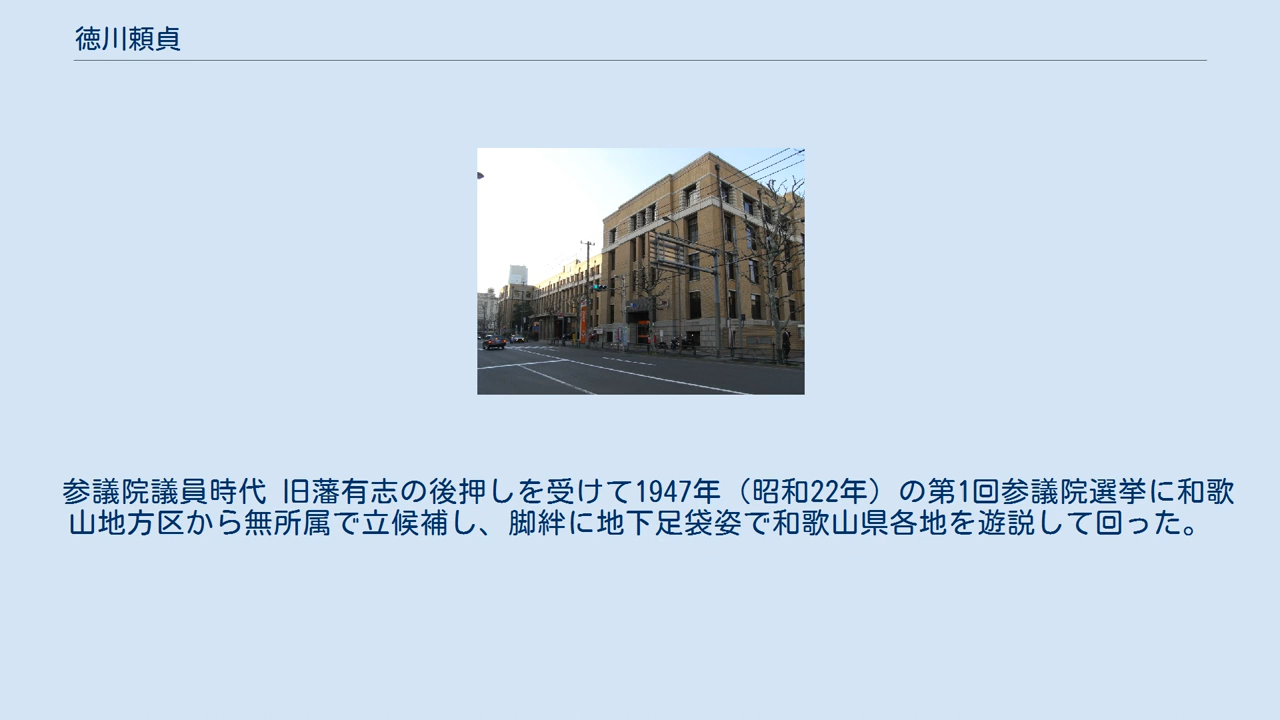 徳川頼貞
参議院議員時代 旧藩有志の後押しを受けて1947年（昭和22年）の第1回参議院選挙に和歌
山地方区から無所属で立候補し、脚絆に地下足袋姿で和歌山県各地を遊説して回った。